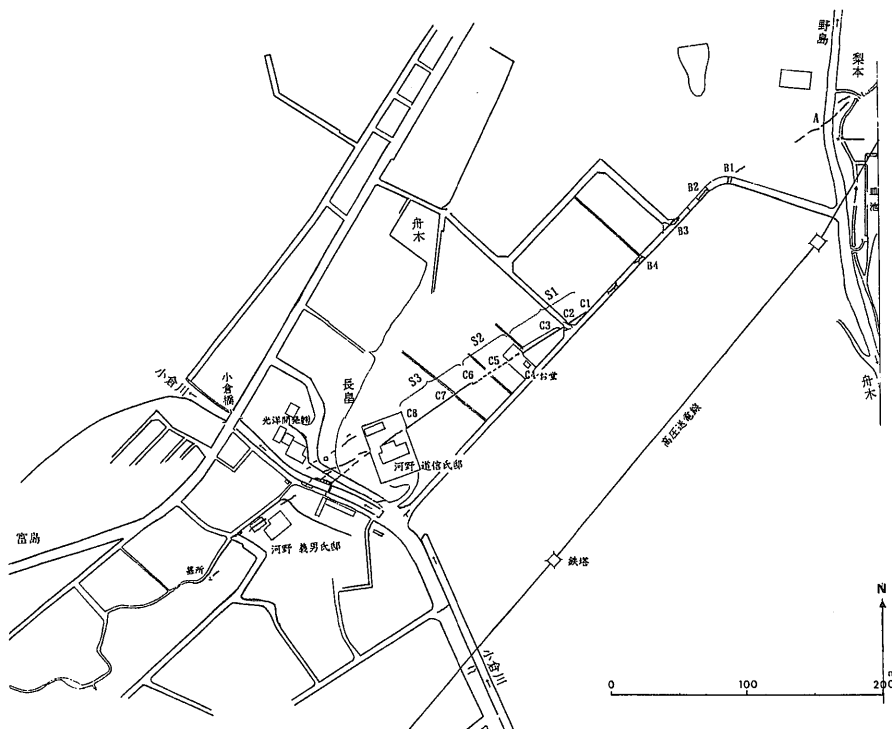 野島
梨本
A
B1
B2
皿池
B3
舟木
B4
S1
C1
C2
C3
S2
C5
C4
お堂
C6
S3
C7
長畠
小倉川
小倉橋
C8
光洋開発㈱
河野 道信氏邸
舟木
高圧送電線
富島
河野 義男氏邸
墓所
鉄塔
N
小倉川
0
100
200
m